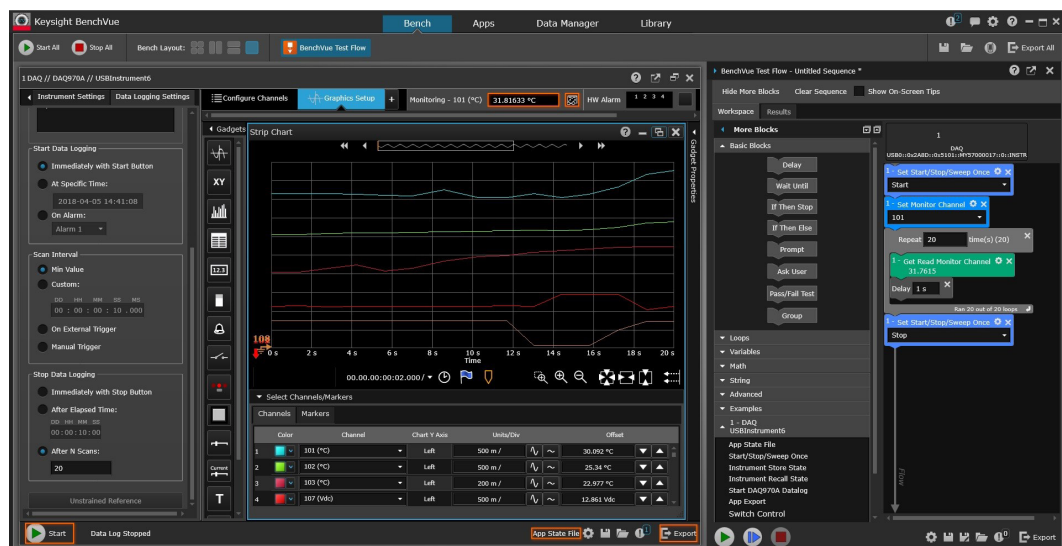 Keysight BenchVue
Bench
Apps
Data Manager
Library
Start All
Stop All
Bench Layout:
BenchVue Test Flow
Export All
1 DAQ // DAQ970A // USBInstrument6
Instrument Settings
Data Logging Settings
Start Data Logging
Immediately with Start Button
At Specific Time:
2018-04-05 14:41:08
On Alarm:
Alarm 1
Scan Interval
Min Value
Custom:
DD HH MM SS MS
00 : 00 : 00 : 10 .000
On External Trigger
Manual Trigger
Stop Data Logging
Immediately with Stop Button
After Elapsed Time:
DD HH MM SS
00:00:10:00
After N Scans:
20
Unstrained Reference
Start
Data Log Stopped
Configure Channels
Graphics Setup
+
Monitoring - 101 (°C)
31.81633 °C
HW Alarm
1 2 3 4
Gadgets
XY
12.3
Current
T
Strip Chart
Gadget Properties
108
0 s 2 s 4 s 6 s 8 s 10 s 12 s 14 s 16 s 18 s 20 s
Time
00.00.00:00:02.000/
Select Channels/Markers
Channels
Markers
Color Channel Chart Y Axis Units/Div Offset
1 101 (°C) Left 500 m / 30.092 °C
2 102 (°C) Left 500 m / 25.34 °C
3 103 (°C) Left 200 m / 22.977 °C
4 107 (Vdc) Left 500 m / 12.861 Vdc
App State File
Export
BenchVue Test Flow - Untitled Sequence *
Hide More Blocks
Clear Sequence
Show On-Screen Tips
Workspace
Results
More Blocks
Basic Blocks
Delay
Wait Until
If Then Stop
If Then Else
Prompt
Ask User
Pass/Fail Test
Group
Loops
Variables
Math
String
Advanced
Examples
1 - DAQ
USBInstrument6
App State File
Start/Stop/Sweep Once
Instrument Store State
Instrument Recall State
Start DAQ970A Datalog
App Export
Switch Control
1
DAQ
USB0::0x2A8D::0x5101::MY57000017::0::INSTR
1 - Set Start/Stop/Sweep Once
Start
1 - Set Monitor Channel
101
Repeat 20 time(s) (20)
1 - Get Read Monitor Channel
31.7615
Delay 1 s
Ran 20 out of 20 loops
1 - Set Start/Stop/Sweep Once
Stop
Flow
Export